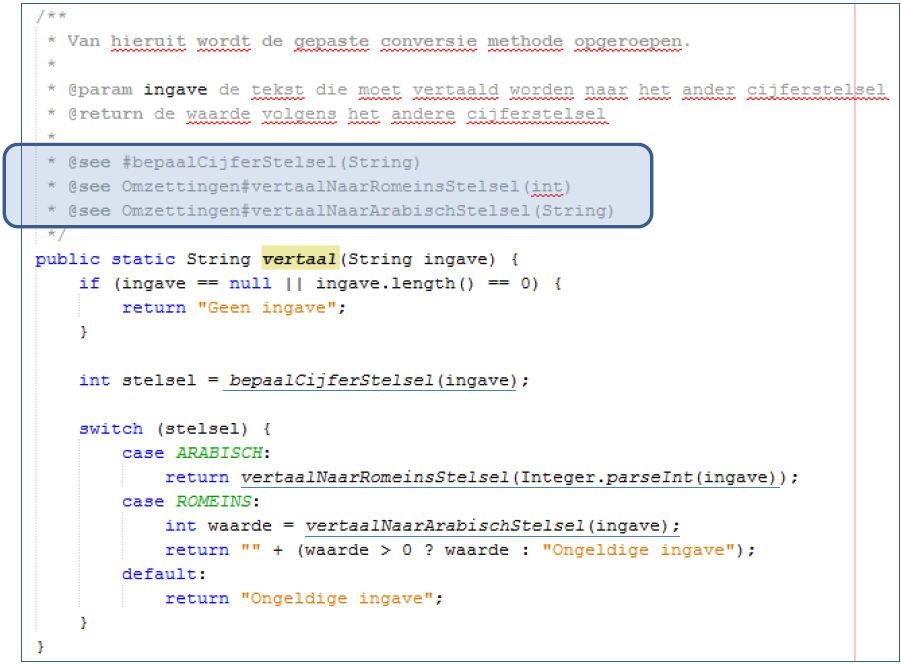 /**
* Van hieruit wordt de gepaste conversie methode opgeroepen.
*
* @param ingave de tekst die moet vertaald worden naar het ander cijferstelsel
* @return de waarde volgens het andere cijferstelsel
*
* @see #bepaalCijferStelsel(String)
* @see Omzettingen#vertaalNaarRomeinsStelsel(int)
* @see Omzettingen#vertaalNaarArabischStelsel(String)
*/
public static String vertaal(String ingave) {
if (ingave == null || ingave.length() == 0) {
return "Geen ingave";
}
int stelsel = bepaalCijferStelsel(ingave);
switch (stelsel) {
case ARABISCH:
return vertaalNaarRomeinsStelsel(Integer.parseInt(ingave));
case ROMEINS:
int waarde = vertaalNaarArabischStelsel(ingave);
return "" + (waarde > 0 ? waarde : "Ongeldige ingave");
default:
return "Ongeldige ingave";
}
}